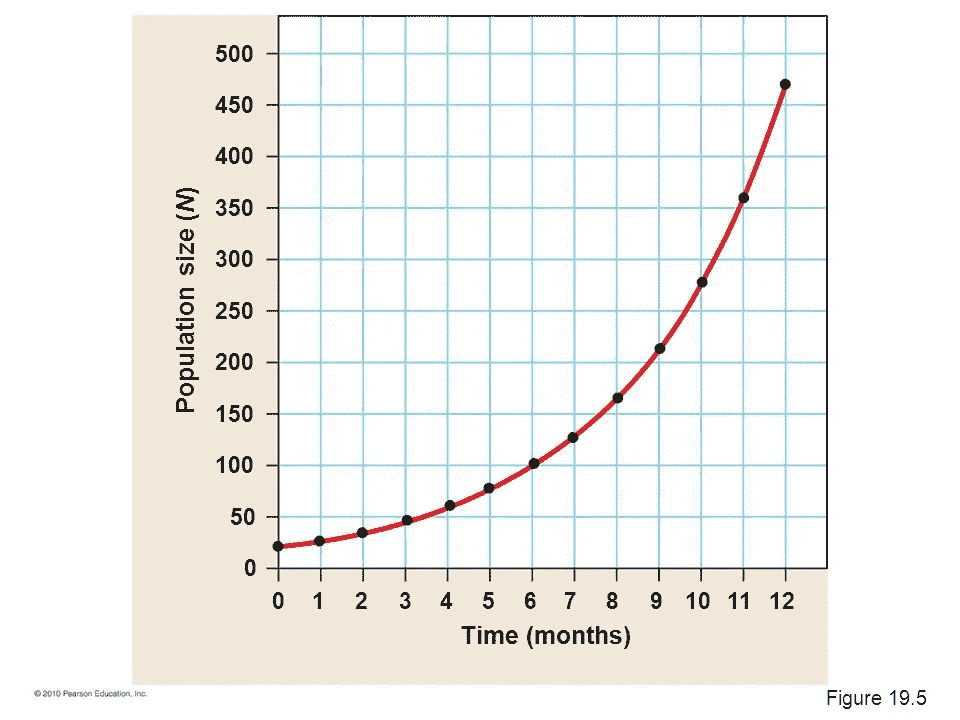 500
450
400
350
300
250
200
150
100
50
0
Population size (N)
0 1 2 3 4 5 6 7 8 9 10 11 12
Time (months)
© 2010 Pearson Education, Inc.
Figure 19.5